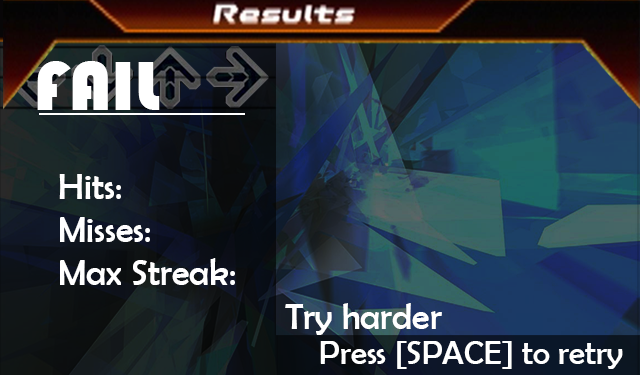 Results
FAIL
Hits:
Misses:
Max Streak:
Try harder
Press [SPACE] to retry